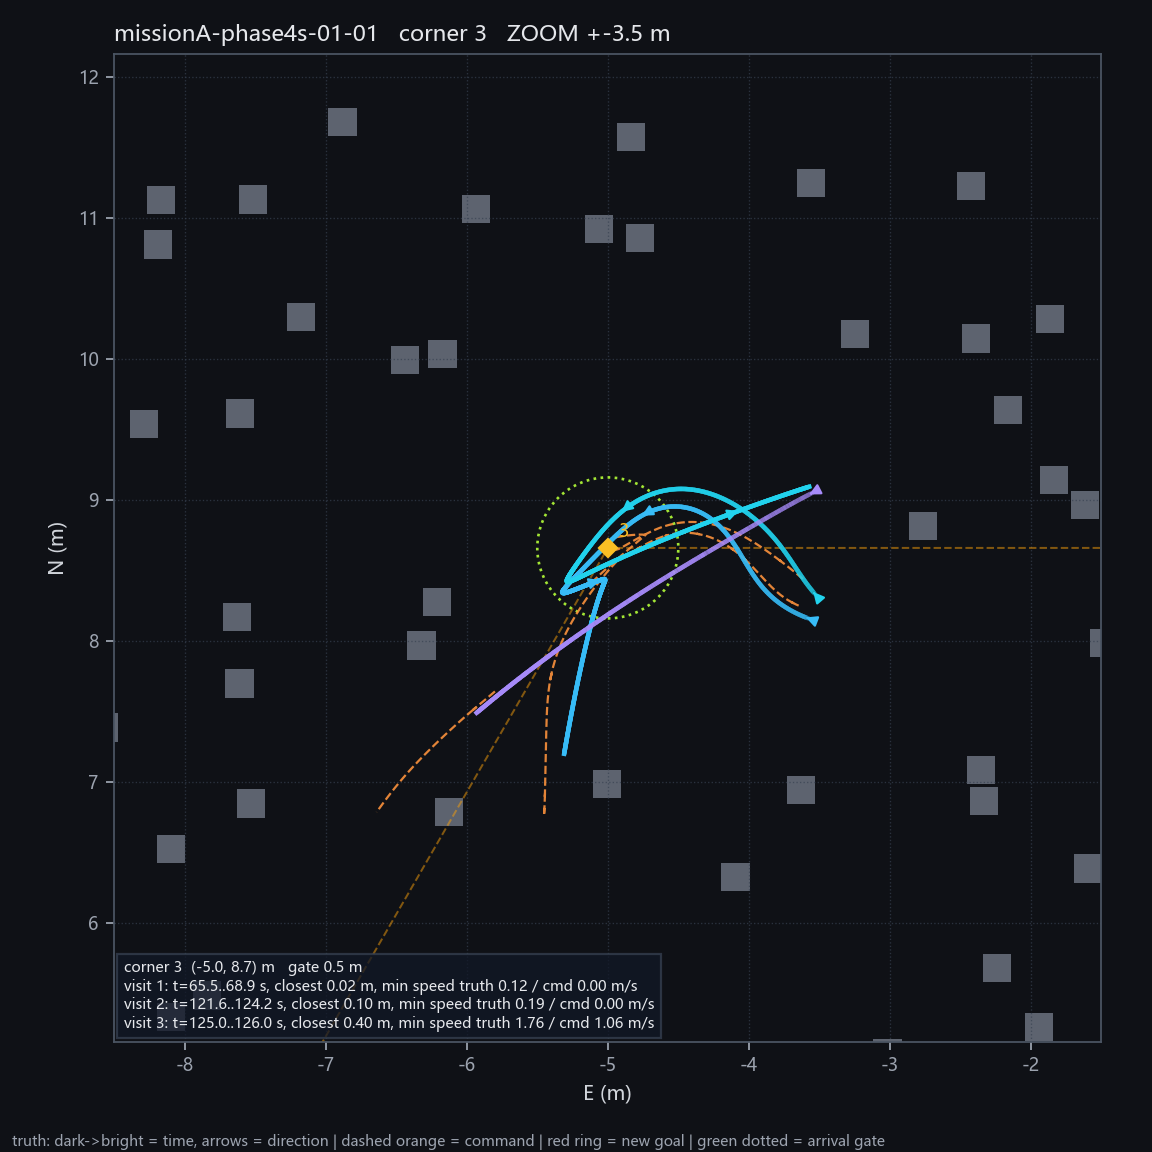 missionA-phase4s-01-01   corner 3   ZOOM +-3.5 m
12
11
10
9
8
7
6
N (m)
3
corner 3  (-5.0, 8.7) m   gate 0.5 m
visit 1: t=65.5..68.9 s, closest 0.02 m, min speed truth 0.12 / cmd 0.00 m/s
visit 2: t=121.6..124.2 s, closest 0.10 m, min speed truth 0.19 / cmd 0.00 m/s
visit 3: t=125.0..126.0 s, closest 0.40 m, min speed truth 1.76 / cmd 1.06 m/s
-8 -7 -6 -5 -4 -3 -2
E (m)
truth: dark->bright = time, arrows = direction | dashed orange = command | red ring = new goal | green dotted = arrival gate